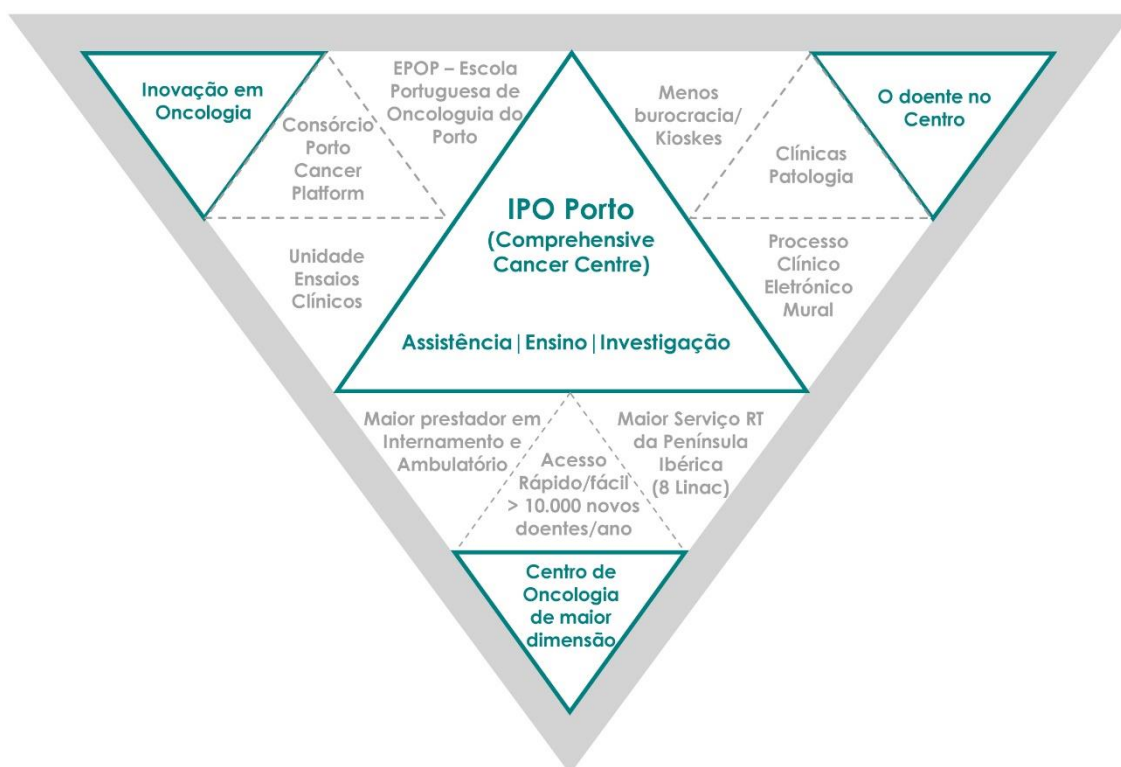 Inovação em
Oncologia
Consórcio
Porto
Cancer
Platform
EPOP – Escola
Portuguesa de
Oncologuia do
Porto
Unidade
Ensaios
Clínicos
IPO Porto
(Comprehensive
Cancer Centre)
Assistência|Ensino|Investigação
Menos
burocracia/
Kioskes
Clínicas
Patologia
O doente no
Centro
Processo
Clínico
Eletrónico
Mural
Maior prestador em
Internamento e
Ambulatório
Acesso
Rápido/fácil
> 10.000 novos
doentes/ano
Maior Serviço RT
da Península
Ibérica
(8 Linac)
Centro de
Oncologia
de maior
dimensão